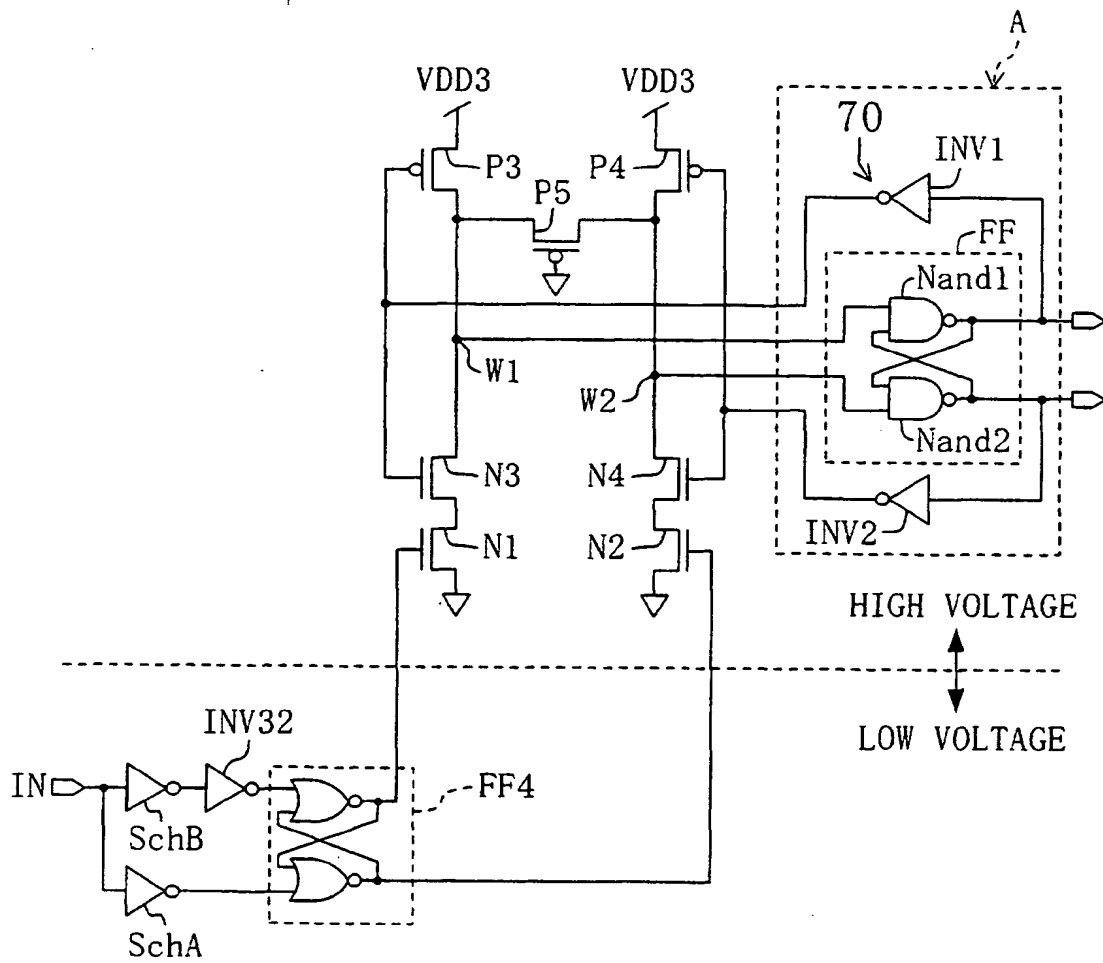 A
VDD3 VDD3
70
INV1
P3 P4
P5
FF
Nand1
W1
W2
Nand2
N3 N4
INV2
N1 N2
HIGH VOLTAGE
LOW VOLTAGE
INV32
IN
FF4
SchB
SchA